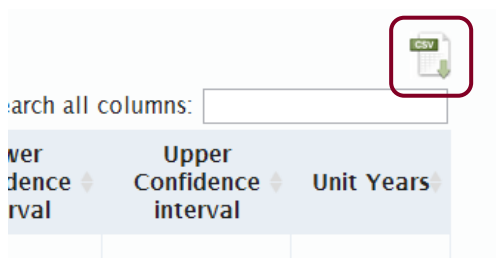 CSV
earch all columns:
wer Upper
dence Confidence Unit Years
rval interval